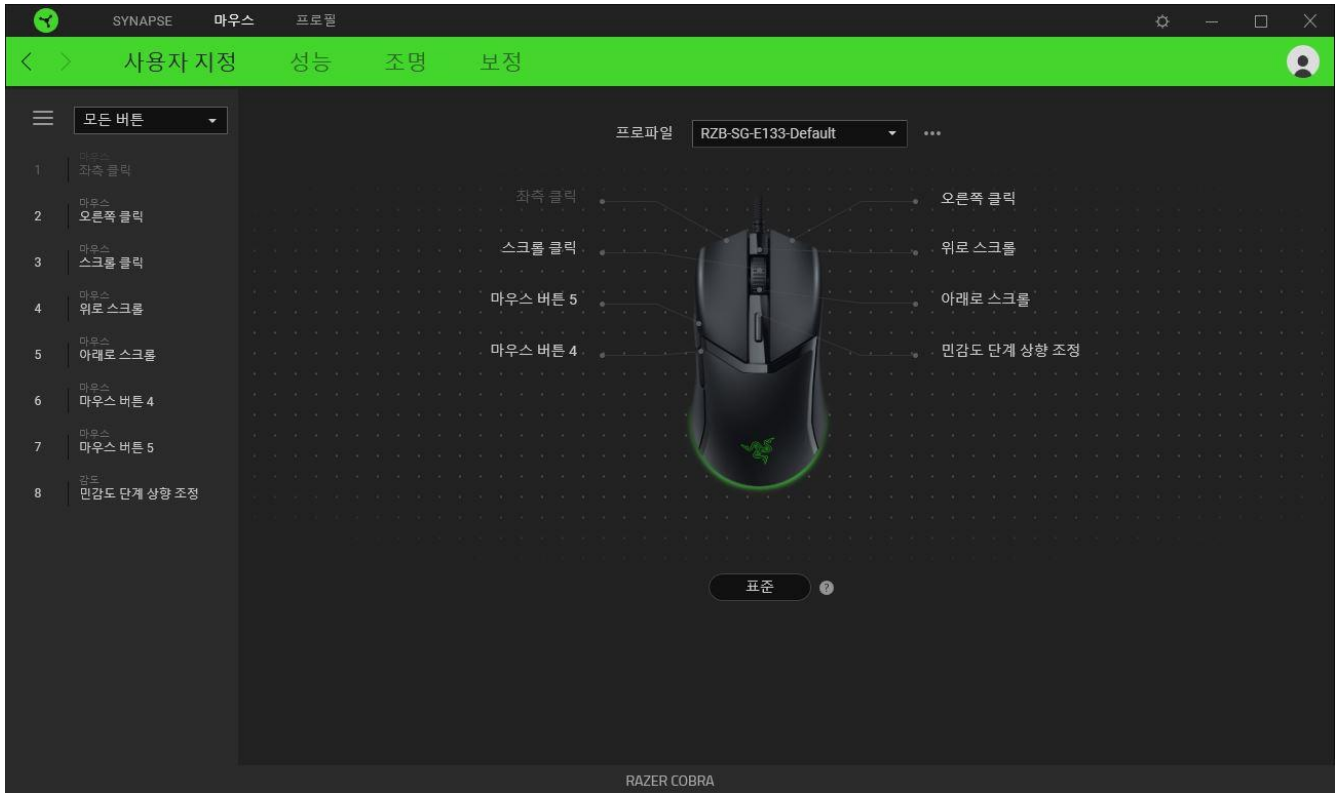 SYNAPSE 마우스 프로필
사용자 지정 성능 조명 보정
모든 버튼
프로파일 RZB-SG-E133-Default
1 마우스
좌측 클릭
2 마우스
오른쪽 클릭
3 마우스
스크롤 클릭
4 마우스
위로 스크롤
5 마우스
아래로 스크롤
6 마우스
마우스 버튼 4
7 마우스
마우스 버튼 5
8 감도
민감도 단계 상향 조정
좌측 클릭
스크롤 클릭
마우스 버튼 5
마우스 버튼 4
오른쪽 클릭
위로 스크롤
아래로 스크롤
민감도 단계 상향 조정
표준 ?
RAZER COBRA